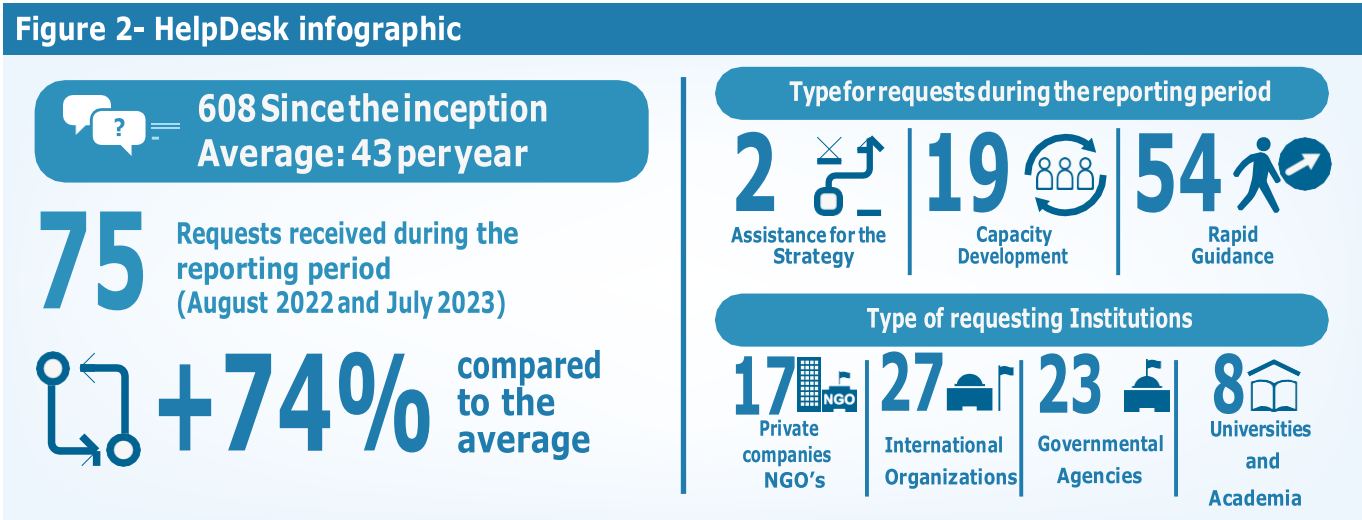 Figure 2- HelpDesk infographic
?
608 Since the inception
Average: 43 per year
75
Requests received during the
reporting period
(August 2022 and July 2023)
+74%
compared
to the
average
Type for requests during the reporting period
2
Assistance for the
Strategy
19
Capacity
Development
54
Rapid
Guidance
Type of requesting Institutions
17
NGO
Private
companies
NGO's
27
International
Organizations
23
Governmental
Agencies
8
Universities
and
Academia